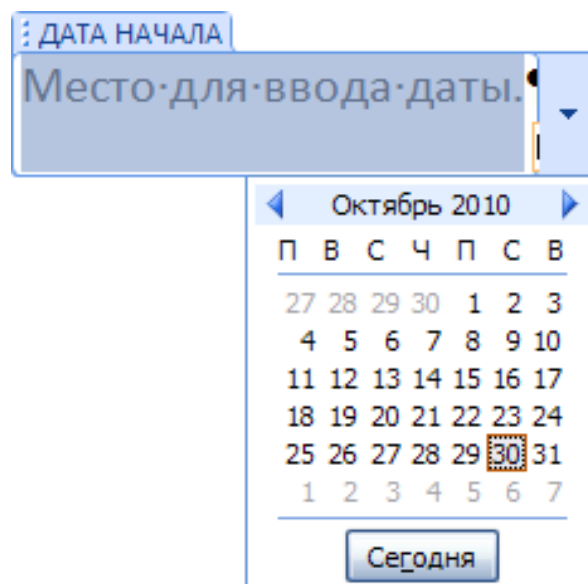 ДАТА НАЧАЛА
Место·для·ввода·даты.
Октябрь 2010
П В С Ч П С В
27 28 29 30 1 2 3
4 5 6 7 8 9 10
11 12 13 14 15 16 17
18 19 20 21 22 23 24
25 26 27 28 29 30 31
1 2 3 4 5 6 7
Сегодня